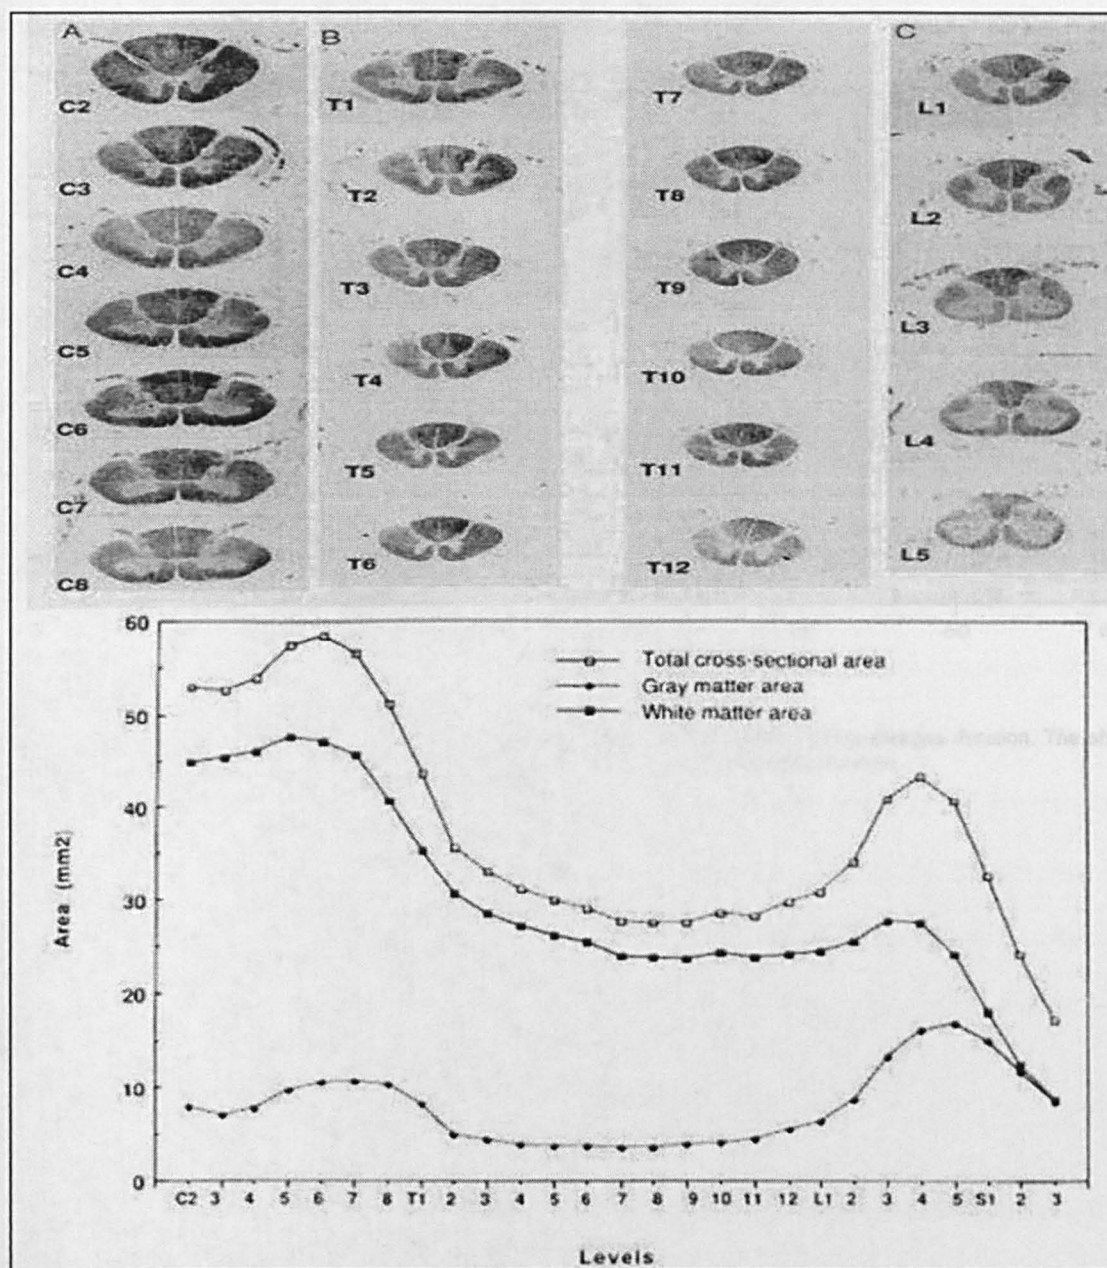 A
B
C
C2
C3
C4
C5
C6
C7
C8
T1
T2
T3
T4
T5
T6
T7
T8
T9
T10
T11
T12
L1
L2
L3
L4
L5
60
50
40
30
20
10
0
Area (mm2)
Total cross-sectional area
Gray matter area
White matter area
C2 3 4 5 6 7 8 T1 2 3 4 5 6 7 8 9 10 11 12 L1 2 3 4 5 S1 2 3
Levels